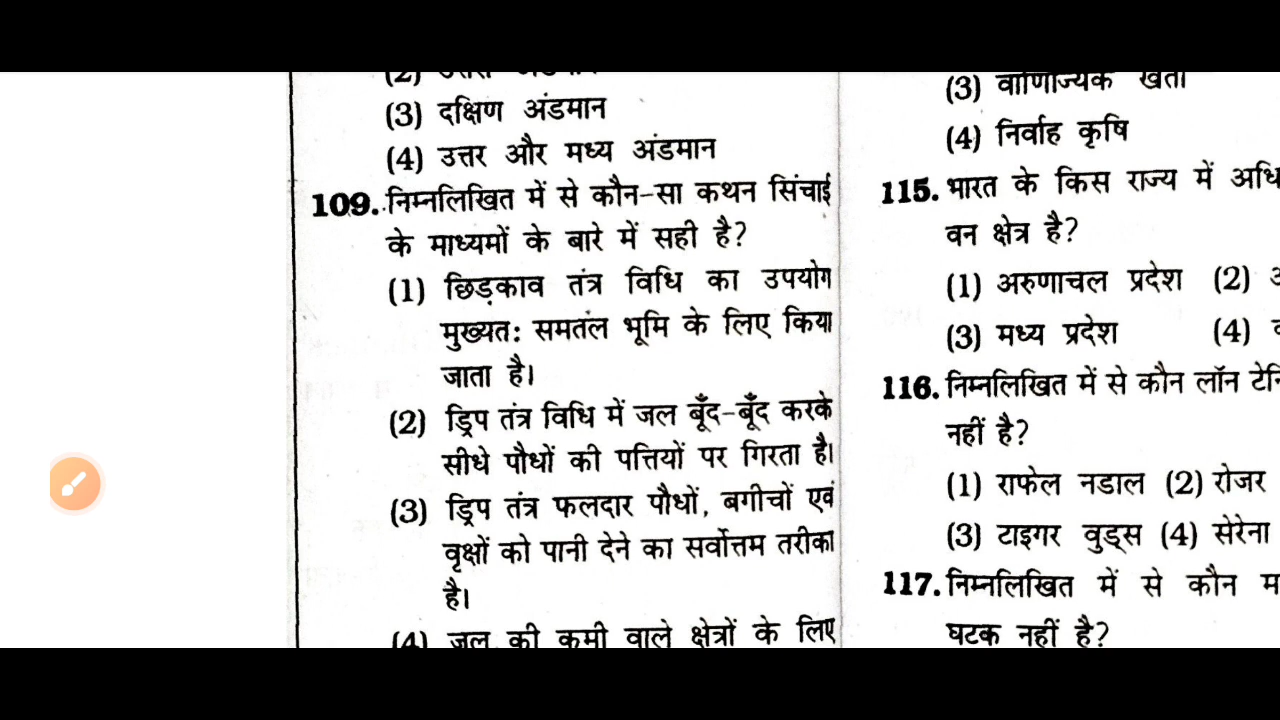 (3) दक्षिण अंडमान
(4) उत्तर और मध्य अंडमान
109. निम्नलिखित में से कौन-सा कथन सिंचाई
के माध्यमों के बारे में सही है?
(1) छिड़काव तंत्र विधि का उपयोग
मुख्यत: समतल भूमि के लिए किया
जाता है।
(2) ड्रिप तंत्र विधि में जल बूँद-बूँद करके
सीधे पौधों की पत्तियों पर गिरता है।
(3) ड्रिप तंत्र फलदार पौधों, बगीचों एवं
वृक्षों को पानी देने का सर्वोत्तम तरीका
है।
(4) जल की कमी वाले क्षेत्रों के लिए
(3) वाणिज्यिक खेती
(4) निर्वाह कृषि
115. भारत के किस राज्य में
वन क्षेत्र है?
(1) अरुणाचल प्रदेश (2)
(3) मध्य प्रदेश (4)
116. निम्नलिखित में से कौन लॉन
नहीं है?
(1) राफेल नडाल (2) रोजर
(3) टाइगर वुड्स (4) सेरेना
117. निम्नलिखित में से कौन
घटक नहीं है?